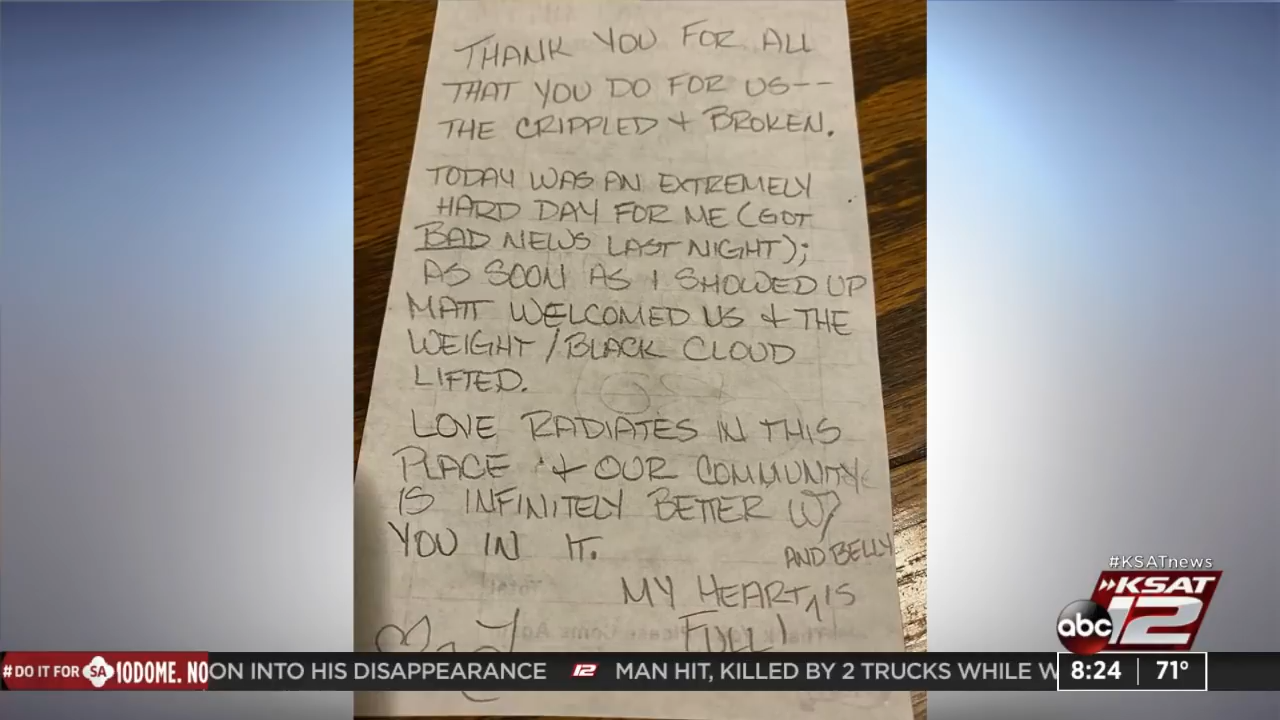 THANK YOU FOR ALL
THAT YOU DO FOR US--
THE CRIPPLED & BROKEN.
TODAY WAS AN EXTREMELY
HARD DAY FOR ME (GOT
BAD NEWS LAST NIGHT);
AS SOON AS I SHOWED UP
MATT WELCOMED US & THE
WEIGHT/BLACK CLOUD
LIFTED.
LOVE RADIATES IN THIS
PLACE & OUR COMMUNITY
IS INFINITELY BETTER W/
YOU IN IT.
AND BELLY
MY HEART ^ IS
FULL!
#KSATnews
KSAT
abc 12
#DO IT FOR SA 10DOME. NO
ON INTO HIS DISAPPEARANCE 12 MAN HIT, KILLED BY 2 TRUCKS WHILE W
8:24 71°